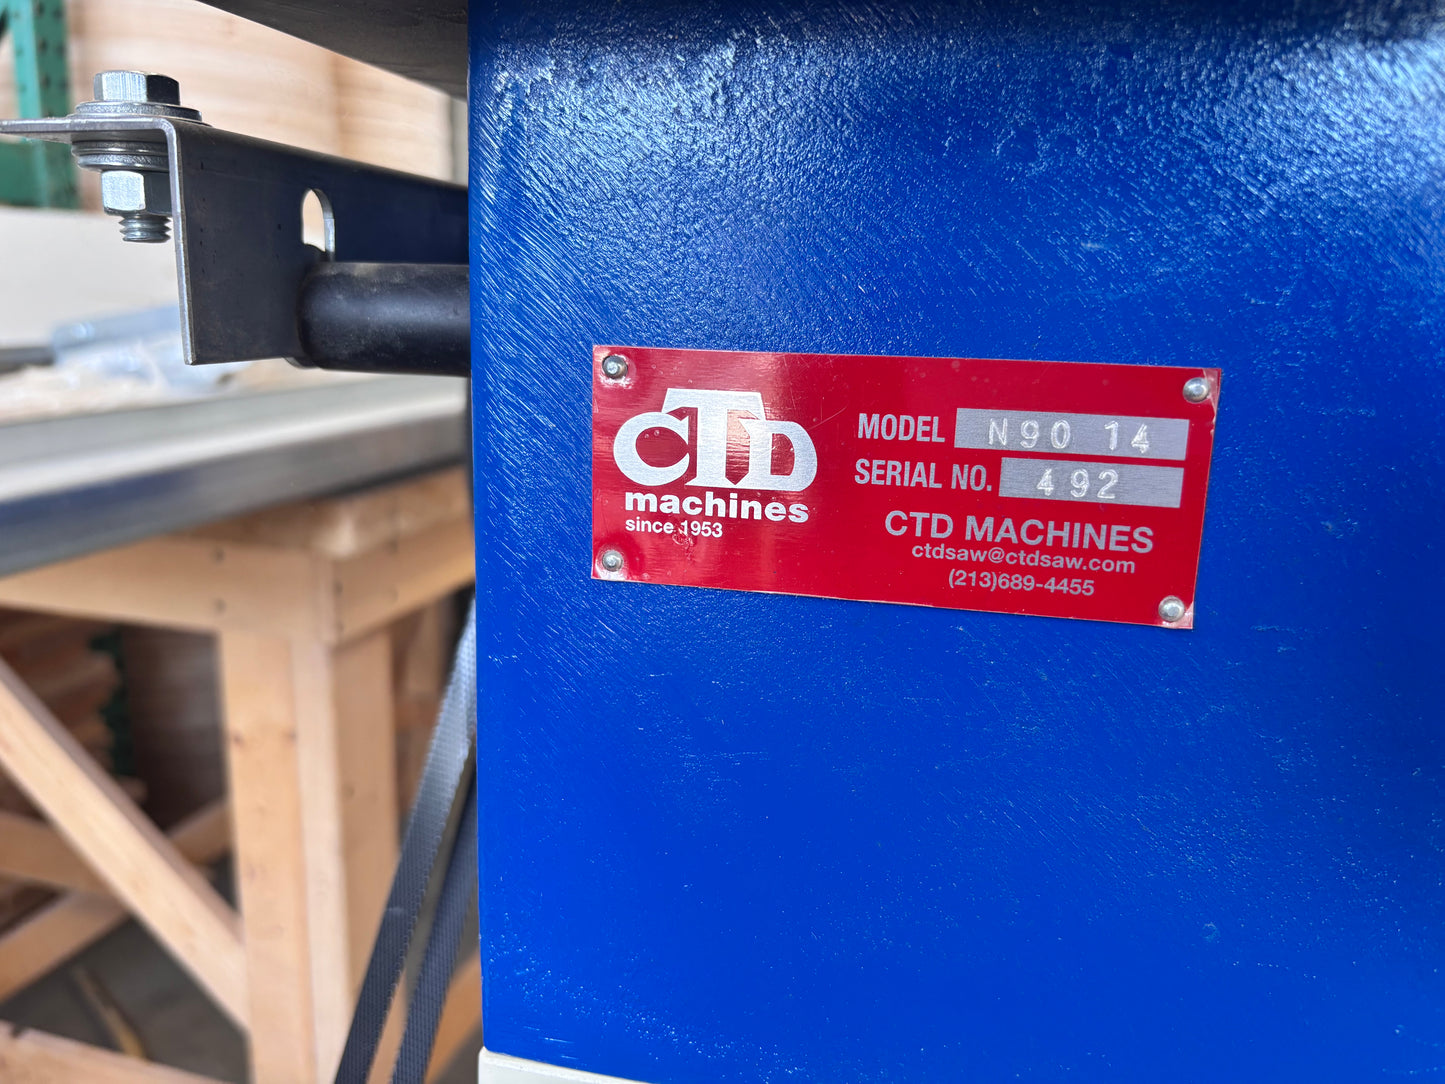 CTD
machines
since 1953
MODEL N90 14
SERIAL NO. 492
CTD MACHINES
ctdsaw@ctdsaw.com
(213)689-4455